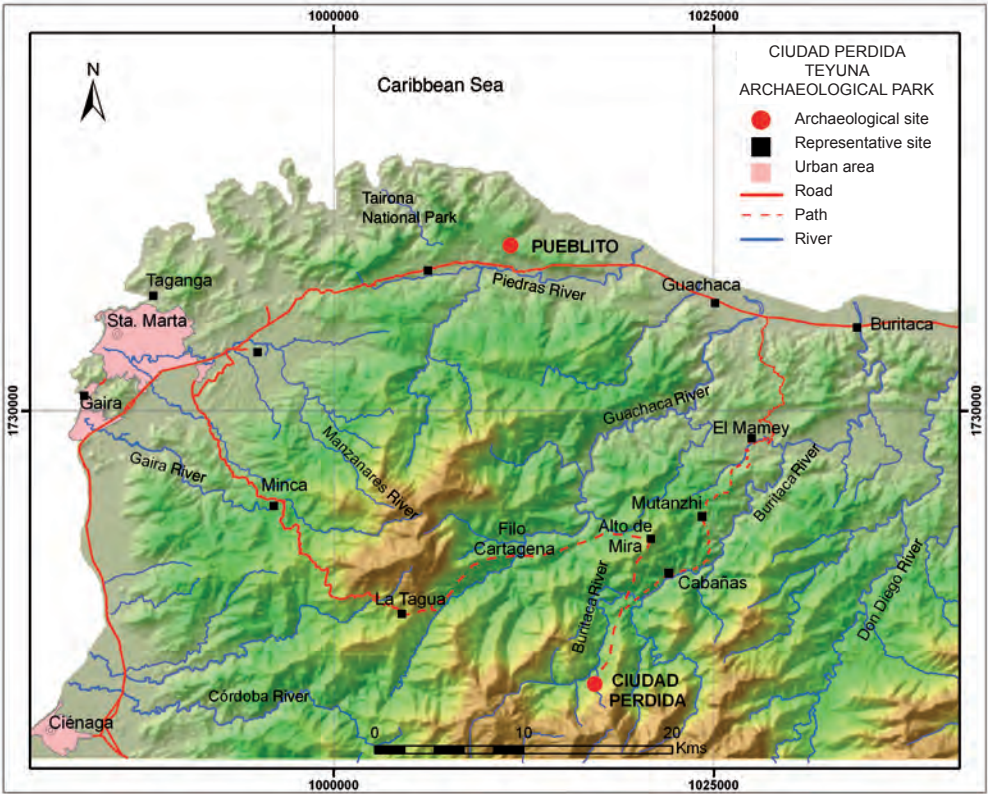 1000000
1025000
N
Caribbean Sea
CIUDAD PERDIDA
TEYUNA
ARCHAEOLOGICAL PARK
Archaeological site
Representative site
Urban area
Road
Path
River
Tairona
National Park
PUEBLITO
Piedras River
Guachaca
Taganga
Sta. Marta
Buritaca
Gaira
1730000
1730000
Guachaca River
El Mamey
Manzanares River
Gaira River
Minca
Buritaca River
Mutanzhi
Filo
Cartagena
Alto de
Mira
Cabañas
La Tagua
Buritaca River
Don Diego River
CIUDAD
PERDIDA
Córdoba River
Ciénaga
0
10
20
Kms
1000000
1025000